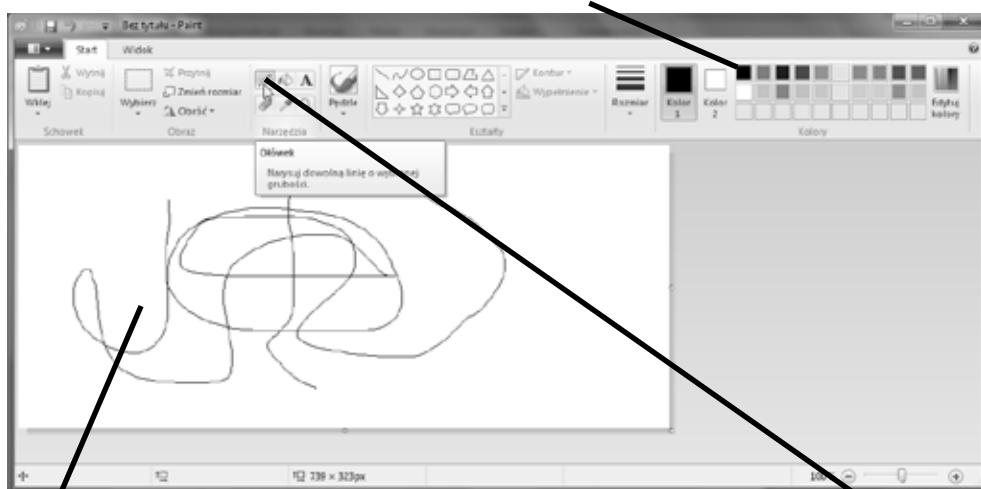 Bez tytułu - Paint
Start Widok
Wklej
Wytnij
Kopiuj
Schowek
Wybierz
Przytnij
Zmień rozmiar
Obróć
Obraz
A
Narzędzia
Pędzle
Kontur
Wypełnienie
Kształty
Rozmiar
Kolor 1
Kolor 2
Edytuj kolory
Kolory
Ołówek
Narysuj dowolną linię o wybranej
grubości.
739 × 323px